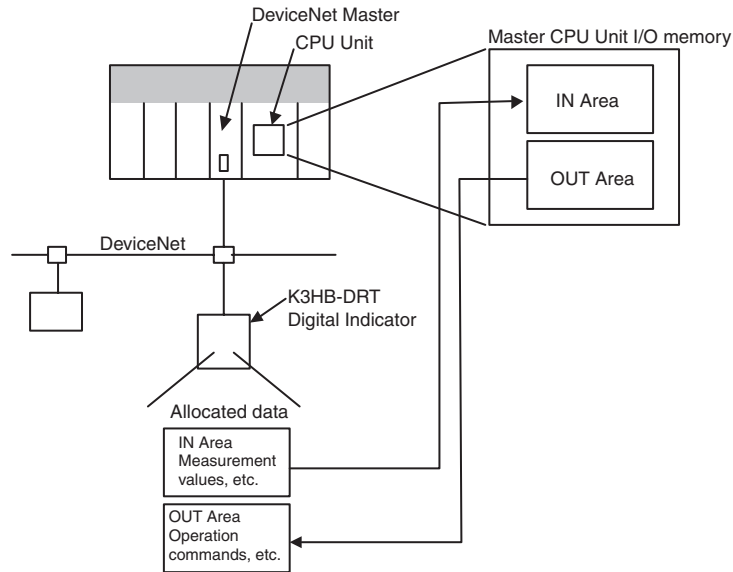 DeviceNet Master
CPU Unit
Master CPU Unit I/O memory
IN Area
OUT Area
DeviceNet
K3HB-DRT
Digital Indicator
Allocated data
IN Area
Measurement
values, etc.
OUT Area
Operation
commands, etc.